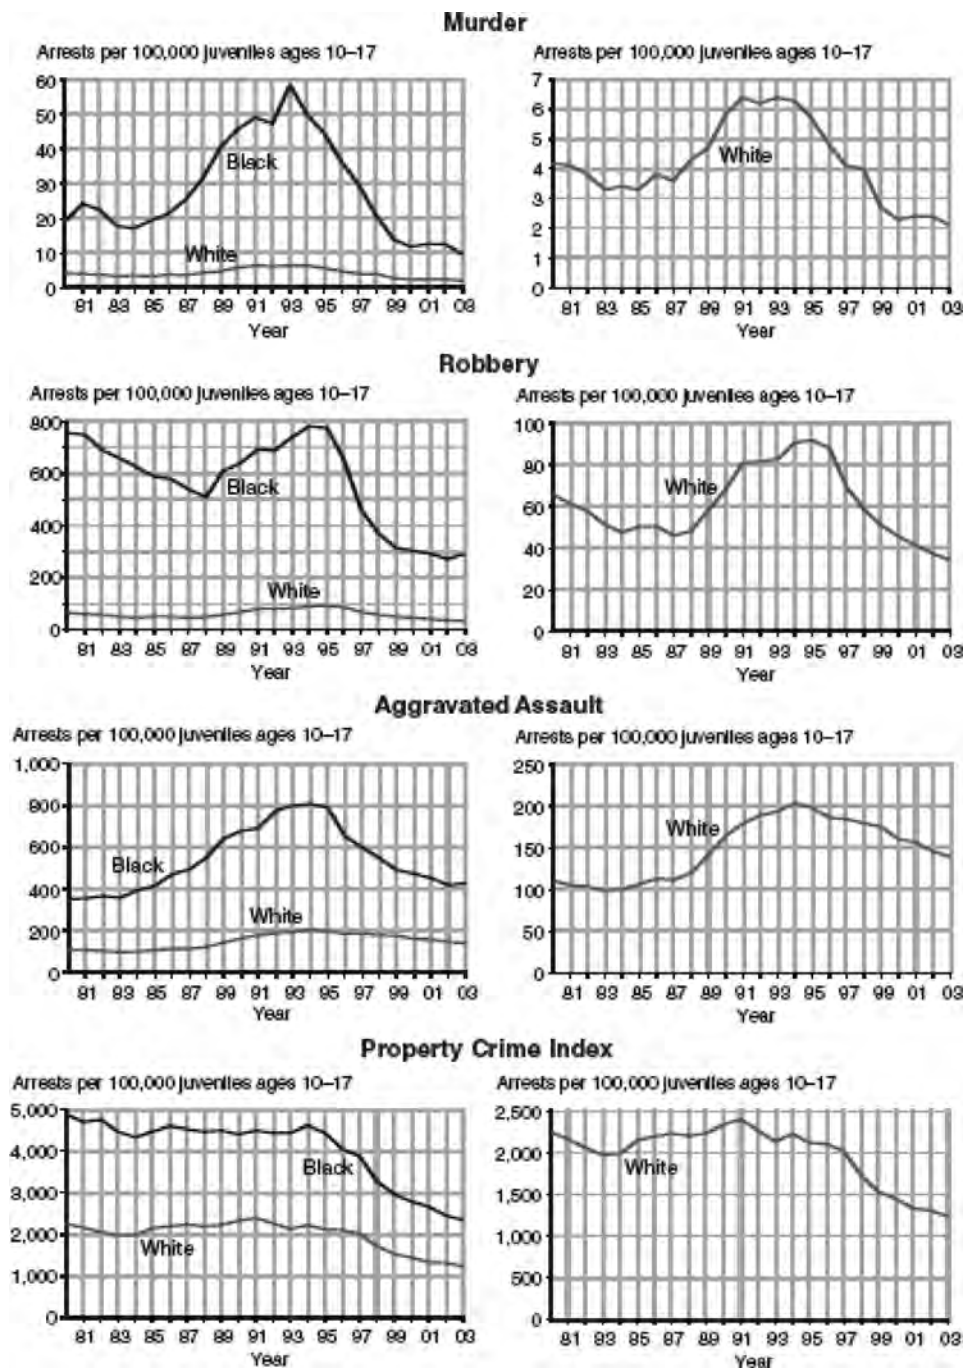 Murder
Arrests per 100,000 juveniles ages 10–17
60
50
40
30
20
10
0
Black
White
81 83 85 87 89 91 93 95 97 99 01 03
Year
Arrests per 100,000 juveniles ages 10–17
7
6
5
4
3
2
1
0
White
81 83 85 87 89 91 93 95 97 99 01 03
Year
Robbery
Arrests per 100,000 juveniles ages 10–17
800
600
400
200
0
Black
White
81 83 85 87 89 91 93 95 97 99 01 03
Year
Arrests per 100,000 juveniles ages 10–17
100
80
60
40
20
0
White
81 83 85 87 89 91 93 95 97 99 01 03
Year
Aggravated Assault
Arrests per 100,000 juveniles ages 10–17
1,000
800
600
400
200
0
Black
White
81 83 85 87 89 91 93 95 97 99 01 03
Year
Arrests per 100,000 juveniles ages 10–17
250
200
150
100
50
0
White
81 83 85 87 89 91 93 95 97 99 01 03
Year
Property Crime Index
Arrests per 100,000 juveniles ages 10–17
5,000
4,000
3,000
2,000
1,000
0
Black
White
81 83 85 87 89 91 93 95 97 99 01 03
Year
Arrests per 100,000 juveniles ages 10–17
2,500
2,000
1,500
1,000
500
0
White
81 83 85 87 89 91 93 95 97 99 01 03
Year